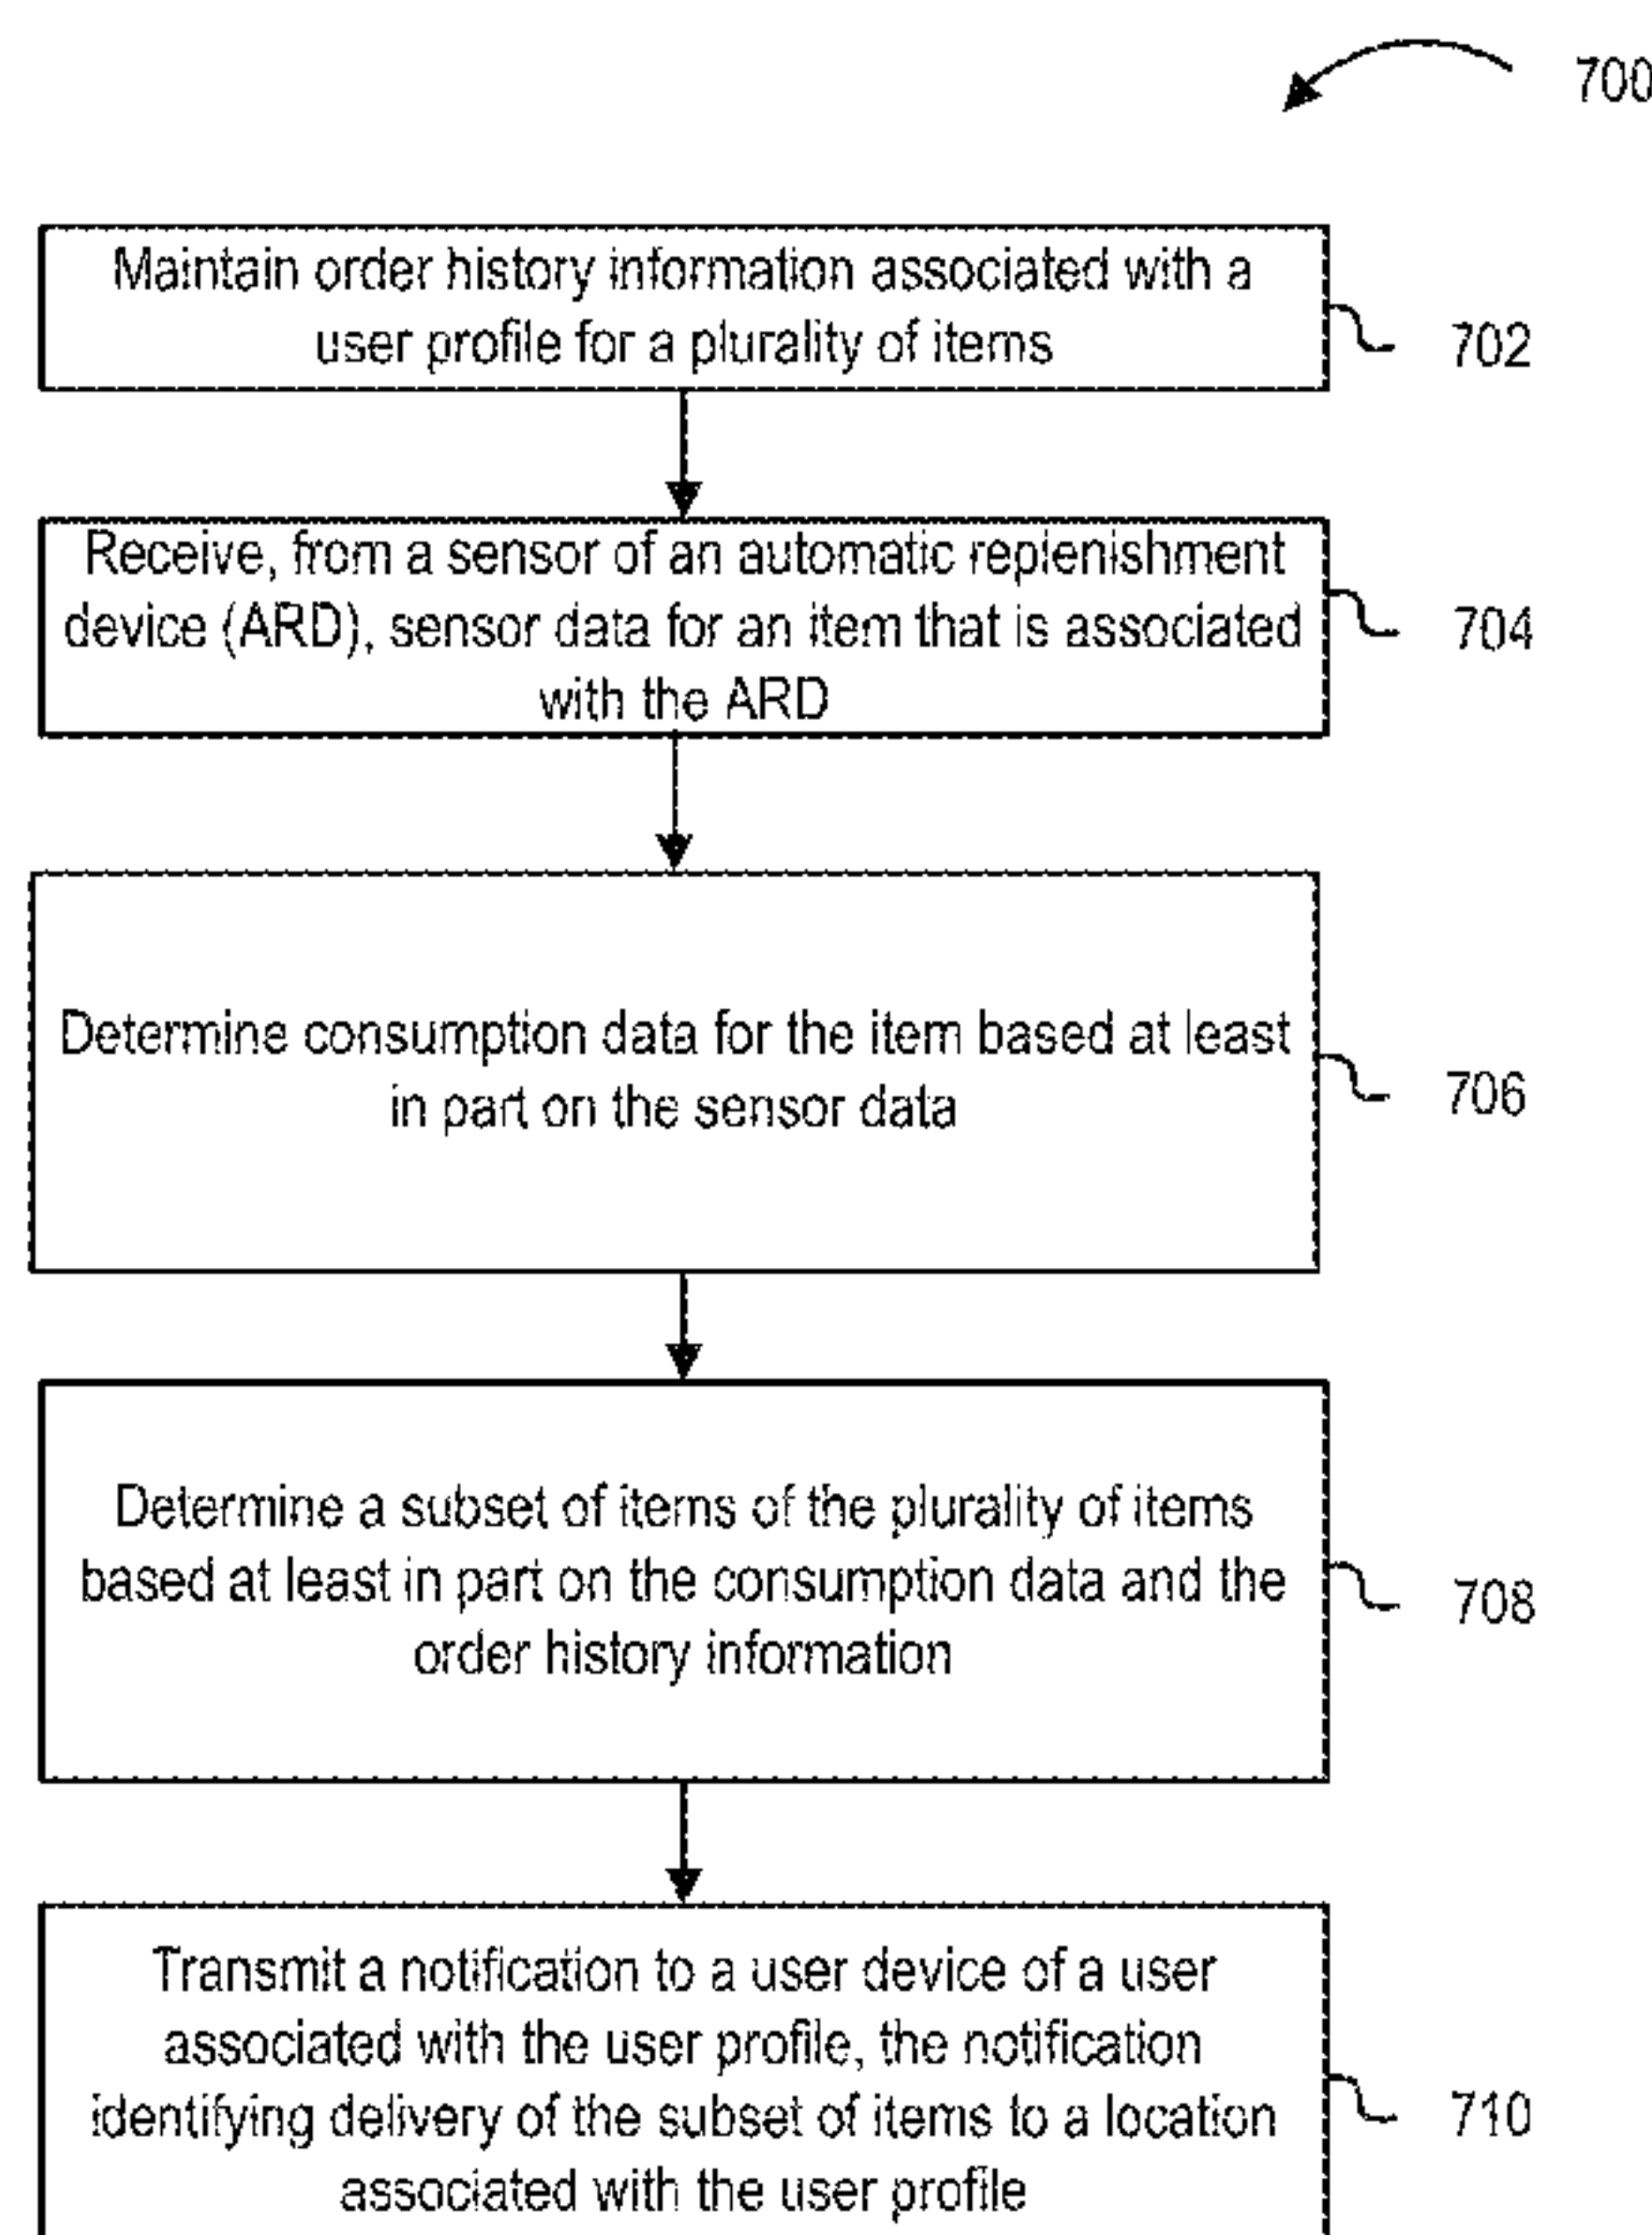 700
Maintain order history information associated with a
user profile for a plurality of items
702
Receive, from a sensor of an automatic replenishment
device (ARD), sensor data for an item that is associated
with the ARD
704
Determine consumption data for the item based at least
in part on the sensor data
706
Determine a subset of items of the plurality of items
based at least in part on the consumption data and the
order history information
708
Transmit a notification to a user device of a user
associated with the user profile, the notification
identifying delivery of the subset of items to a location
associated with the user profile
710